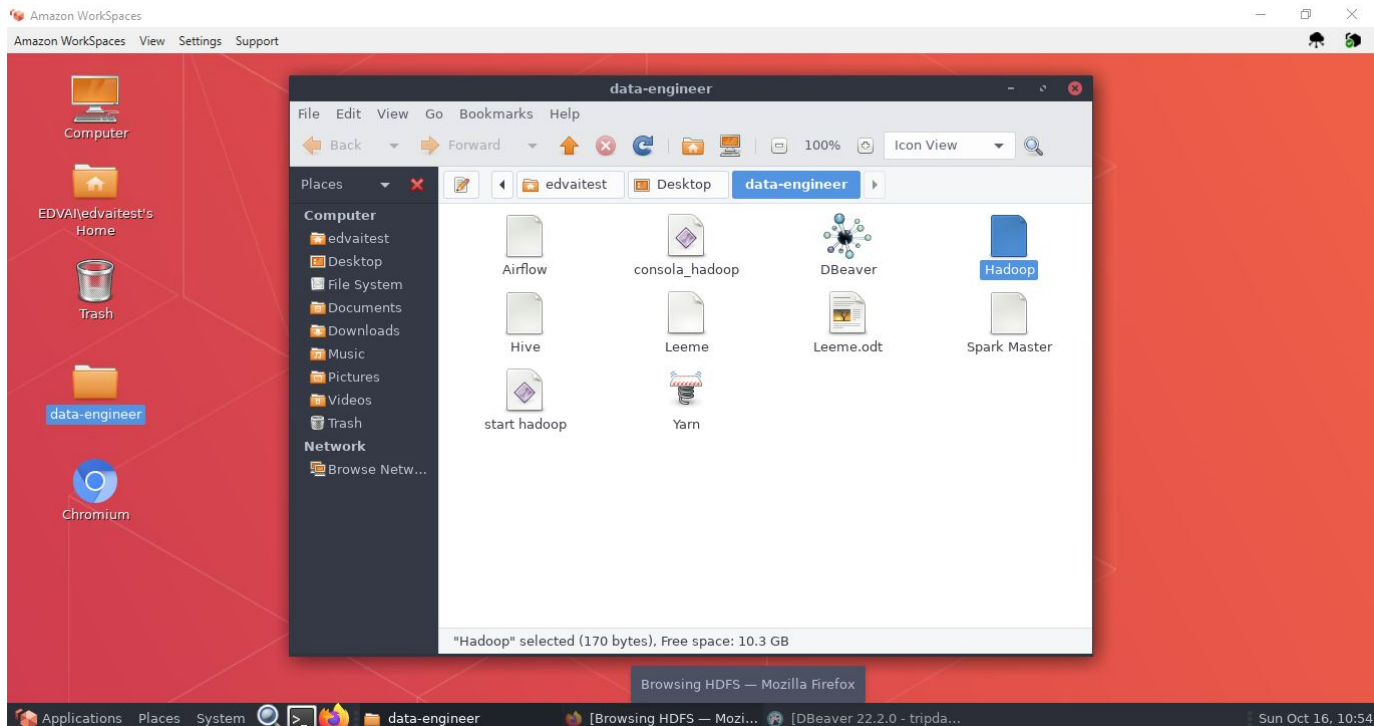 Amazon WorkSpaces
Amazon WorkSpaces View Settings Support
Computer
EDVAI\edvaitest's
Home
Trash
data-engineer
Chromium
data-engineer
File Edit View Go Bookmarks Help
Back Forward 100% Icon View
Places edvaitest Desktop data-engineer
Computer
edvaitest
Desktop
File System
Documents
Downloads
Music
Pictures
Videos
Trash
Network
Browse Netw...
Airflow consola_hadoop DBeaver Hadoop
Hive Leeme Leeme.odt Spark Master
start hadoop Yarn
"Hadoop" selected (170 bytes), Free space: 10.3 GB
Browsing HDFS — Mozilla Firefox
Applications Places System data-engineer [Browsing HDFS — Mozi... [DBeaver 22.2.0 - tripda... Sun Oct 16, 10:54